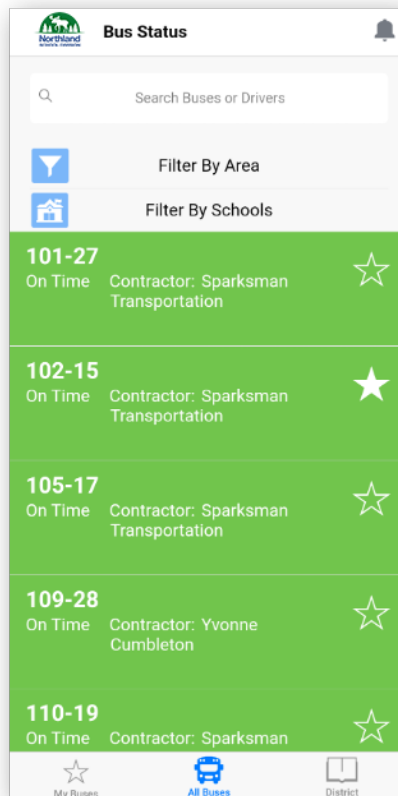 Northland
Bus Status
Search Buses or Drivers
Filter By Area
Filter By Schools
101-27
On Time Contractor: Sparksman
Transportation
102-15
On Time Contractor: Sparksman
Transportation
105-17
On Time Contractor: Sparksman
Transportation
109-28
On Time Contractor: Yvonne
Cumbleton
110-19
On Time Contractor: Sparksman
My Buses All Buses District